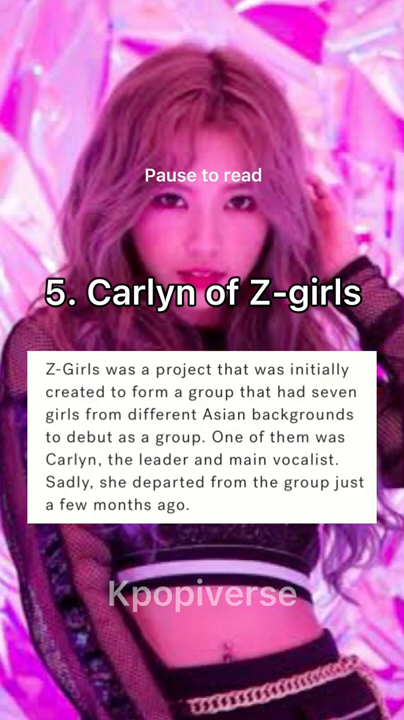 Pause to read
5. Carlyn of Z-girls
Z-Girls was a project that was initially
created to form a group that had seven
girls from different Asian backgrounds
to debut as a group. One of them was
Carlyn, the leader and main vocalist.
Sadly, she departed from the group just
a few months ago.
Kpopiverse